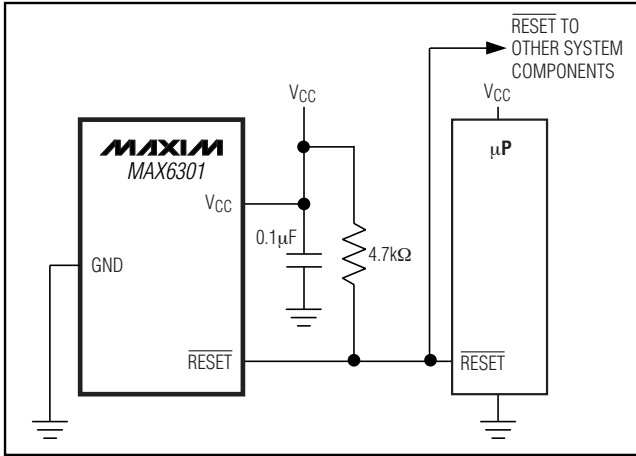 RESET TO
OTHER SYSTEM
COMPONENTS
VCC
VCC
MAXIM
MAX6301
µP
VCC
0.1µF
4.7kΩ
GND
RESET
RESET